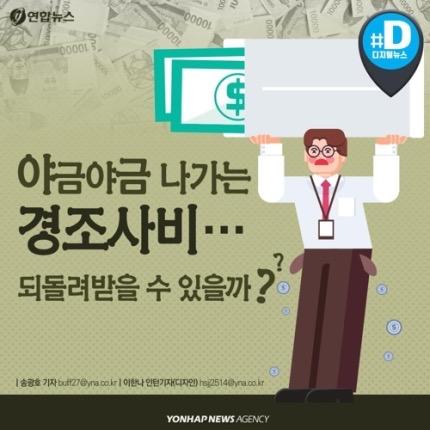 연합뉴스
#D
디지털뉴스
$
야금야금 나가는
경조사비…
되돌려받을 수 있을까??
| 송광호 기자 buff27@yna.co.kr | 이한나 인턴기자(디자인) hsjj2514@yna.co.kr
YONHAP NEWS AGENCY